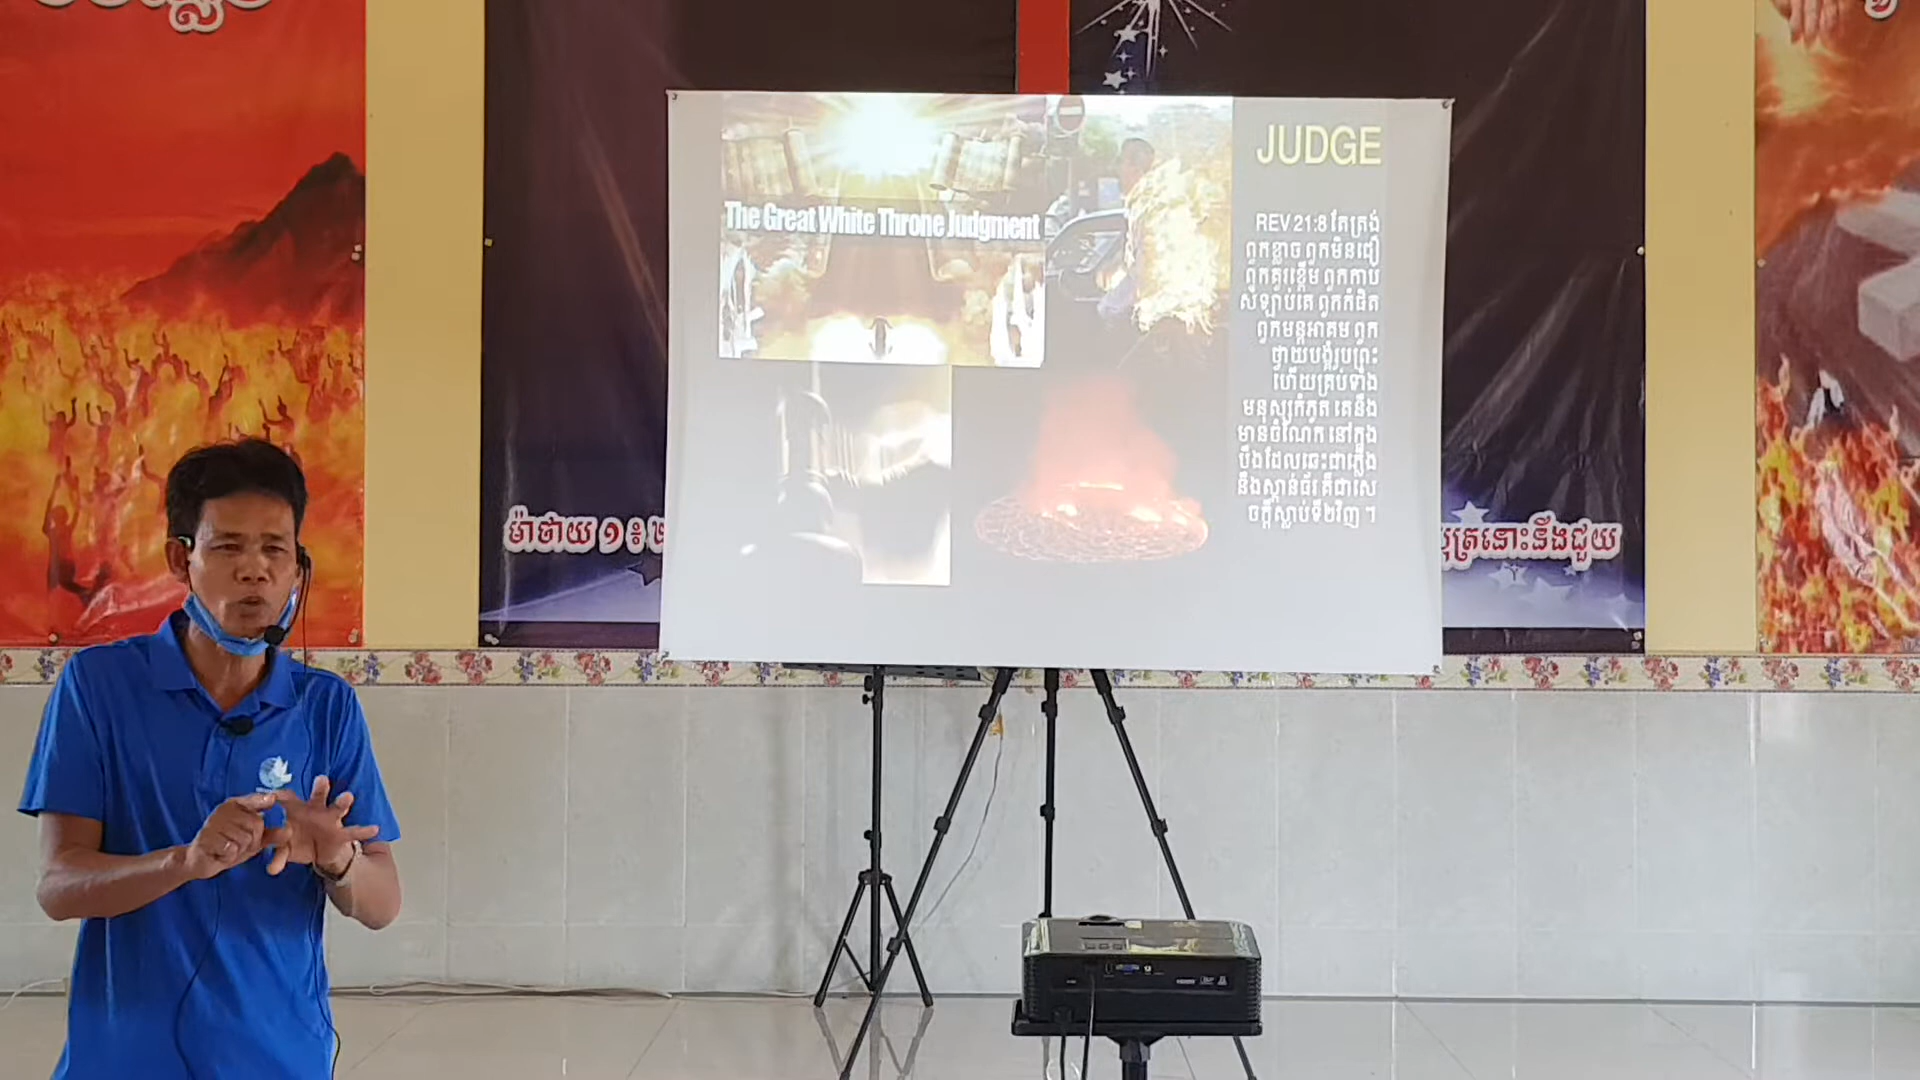 The Great White Throne Judgment
JUDGE
REV 21:8 តែត្រង់
ពួកខ្លាច ពួកមិនជឿ
ពួកគួរខ្ពើម ពួកកាប់
សំឡាប់គេ ពួកកំផិត
ពួកមន្តអាគម ពួក
ថ្វាយបង្គំរូបព្រះ
ហើយគ្រប់ទាំង
មនុស្សកំភូត គេនឹង
មានចំណែក នៅក្នុង
បឹងដែលឆេះជាភ្លើង
នឹងស្ពាន់ធ័រ គឺជាសេ
ចក្តីស្លាប់ទី២វិញ ។
ម៉ាថាយ ១ ៖
បុត្រនោះនឹងជួយ